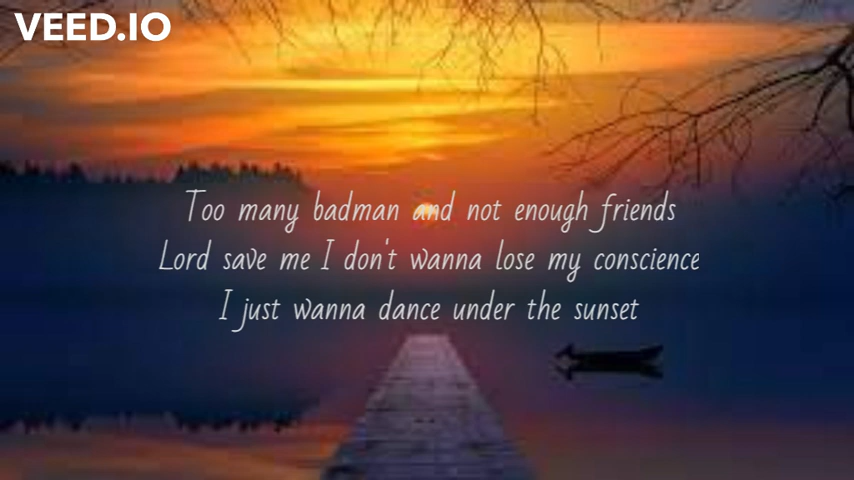 VEED.IO
Too many badman and not enough friends
Lord save me I don't wanna lose my conscience
I just wanna dance under the sunset